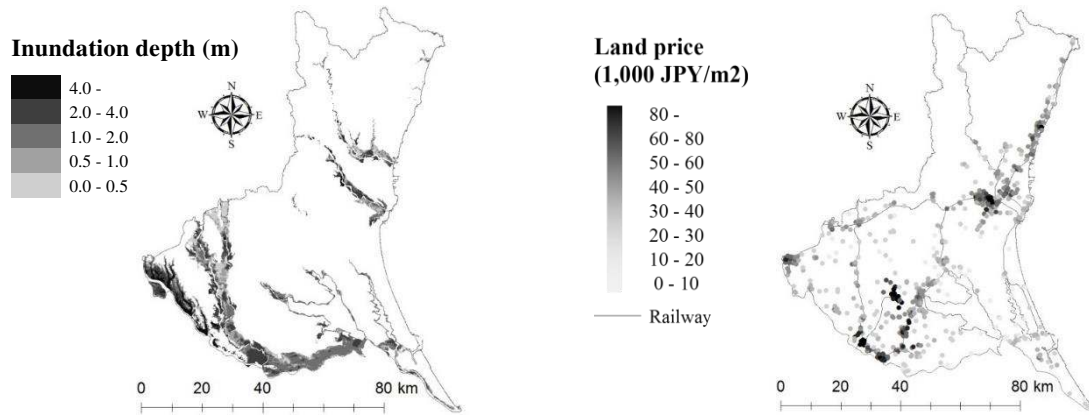 Inundation depth (m)
4.0 -
2.0 - 4.0
1.0 - 2.0
0.5 - 1.0
0.0 - 0.5
N
W E
S
0 20 40 60 80 km
Land price
(1,000 JPY/m2)
80 -
60 - 80
50 - 60
40 - 50
30 - 40
20 - 30
10 - 20
0 - 10
Railway
N
W E
S
0 20 40 60 80 km